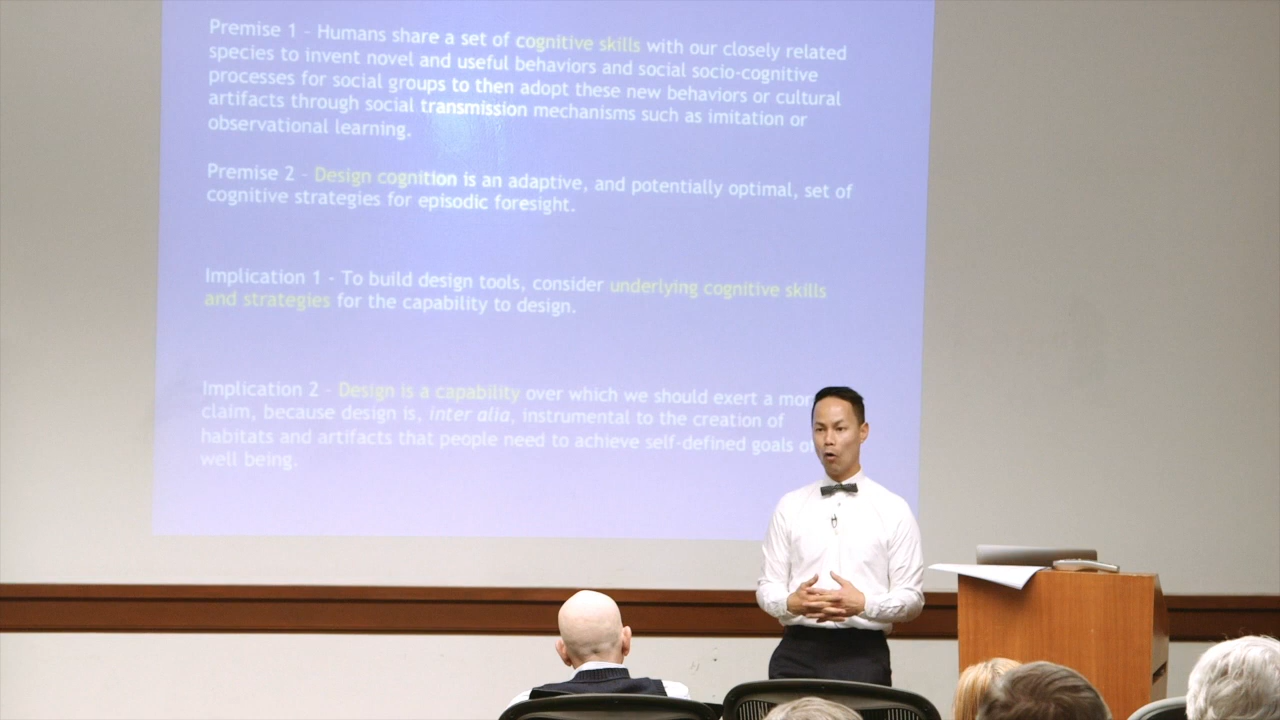 Premise 1 - Humans share a set of cognitive skills with our closely related
species to invent novel and useful behaviors and social socio-cognitive
processes for social groups to then adopt these new behaviors or cultural
artifacts through social transmission mechanisms such as imitation or
observational learning.
Premise 2 - Design cognition is an adaptive, and potentially optimal, set of
cognitive strategies for episodic foresight.
Implication 1 - To build design tools, consider underlying cognitive skills
and strategies for the capability to design.
Implication 2 - Design is a capability over which we should exert a
claim, because design is, inter alia, instrumental to the creation of
habitats and artifacts that people need to achieve self-defined goals
well being.